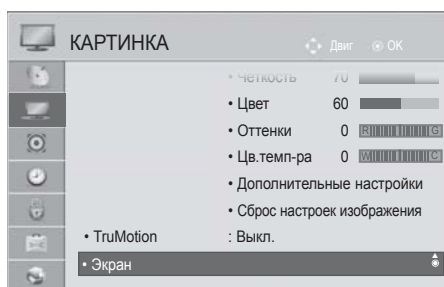 КАРТИНКА Двиг OK
• Четкость 70
• Цвет 60
• Оттенки 0 R G
• Цв.темп-ра 0 W C
• Дополнительные настройки
• Сброс настроек изображения
• TruMotion : Выкл.
• Экран